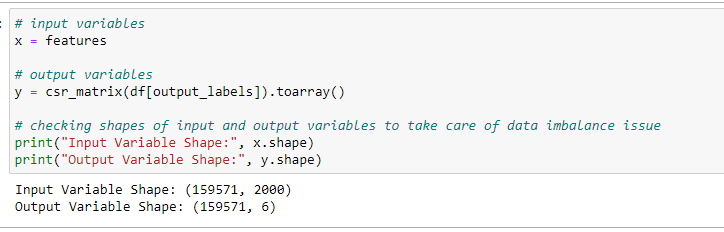 # input variables
x = features
# output variables
y = csr_matrix(df[output_labels]).toarray()
# checking shapes of input and output variables to take care of data imbalance issue
print("Input Variable Shape:", x.shape)
print("Output Variable Shape:", y.shape)
Input Variable Shape: (159571, 2000)
Output Variable Shape: (159571, 6)